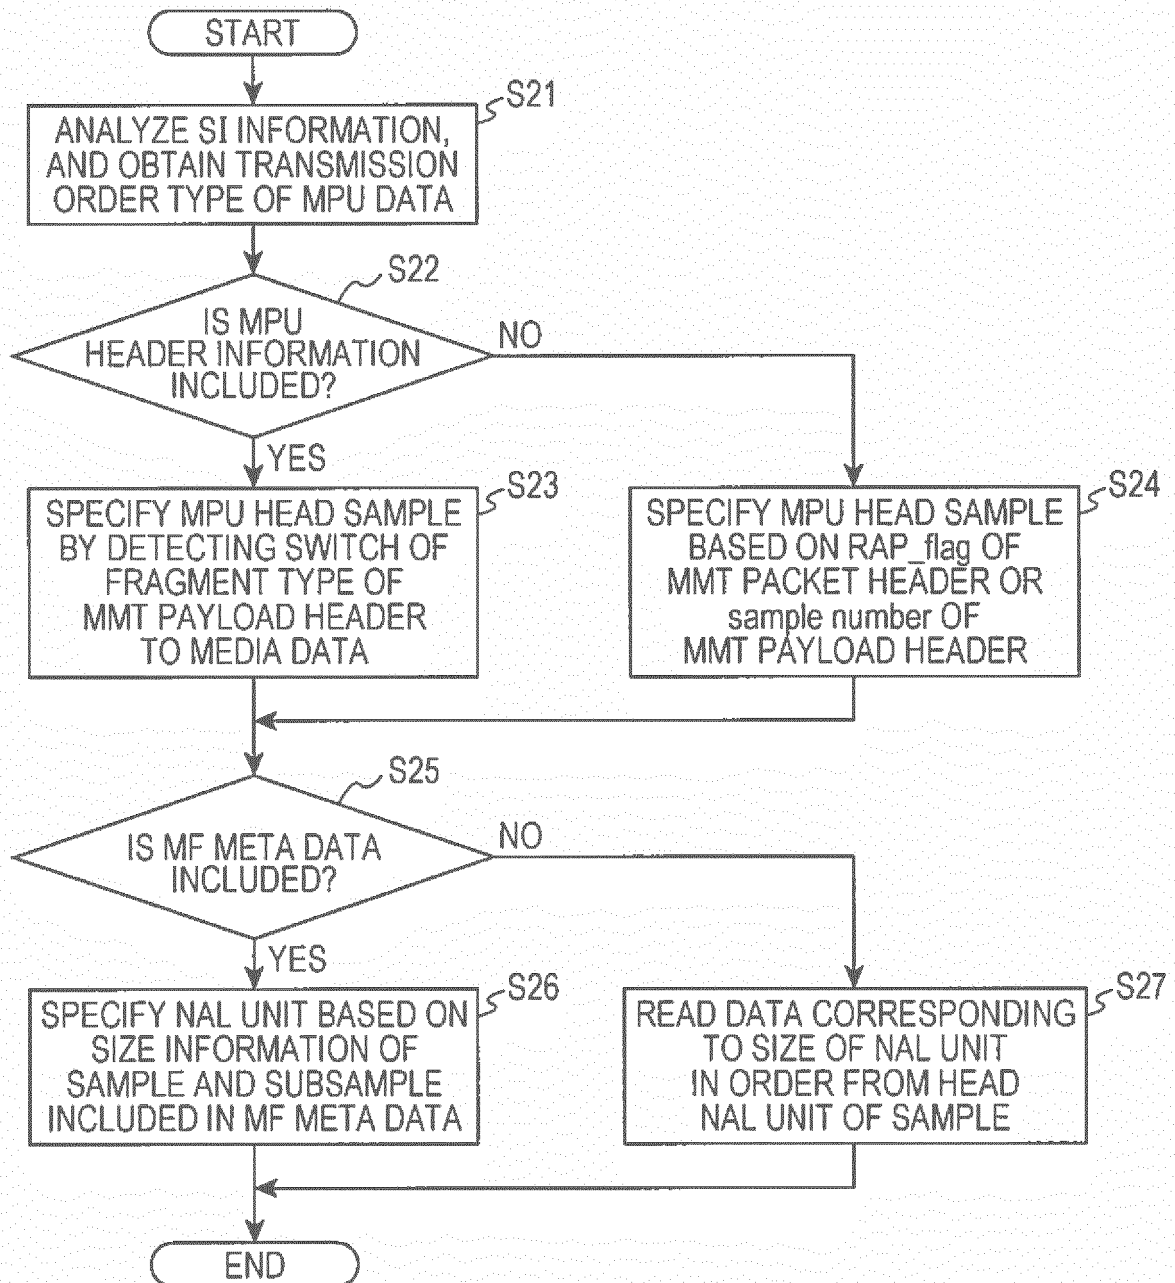 START
S21
ANALYZE SI INFORMATION,
AND OBTAIN TRANSMISSION
ORDER TYPE OF MPU DATA
S22
IS MPU
HEADER INFORMATION
INCLUDED?
NO
YES
S23
SPECIFY MPU HEAD SAMPLE
BY DETECTING SWITCH OF
FRAGMENT TYPE OF
MMT PAYLOAD HEADER
TO MEDIA DATA
S24
SPECIFY MPU HEAD SAMPLE
BASED ON RAP_flag OF
MMT PACKET HEADER OR
sample number OF
MMT PAYLOAD HEADER
S25
IS MF META DATA
INCLUDED?
NO
YES
S26
SPECIFY NAL UNIT BASED ON
SIZE INFORMATION OF
SAMPLE AND SUBSAMPLE
INCLUDED IN MF META DATA
S27
READ DATA CORRESPONDING
TO SIZE OF NAL UNIT
IN ORDER FROM HEAD
NAL UNIT OF SAMPLE
END